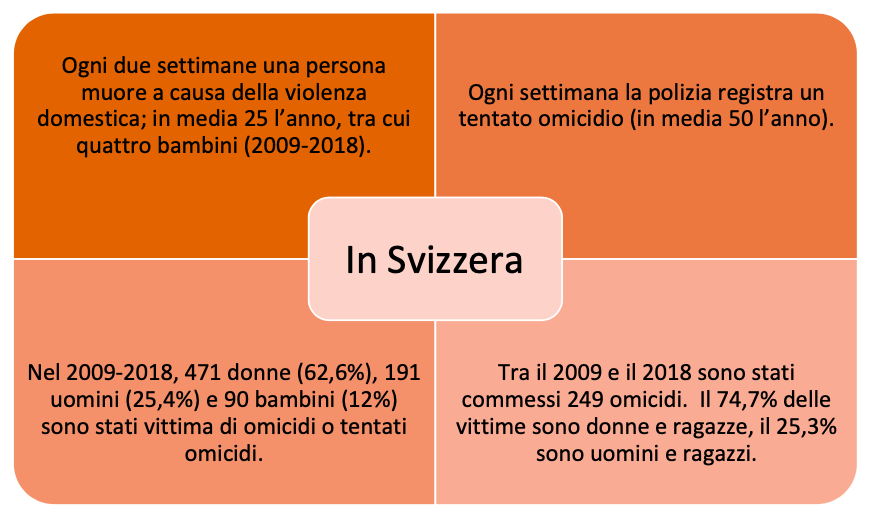 Ogni due settimane una persona
muore a causa della violenza
domestica; in media 25 l’anno, tra cui
quattro bambini (2009-2018).
Ogni settimana la polizia registra un
tentato omicidio (in media 50 l’anno).
In Svizzera
Nel 2009-2018, 471 donne (62,6%), 191
uomini (25,4%) e 90 bambini (12%)
sono stati vittima di omicidi o tentati
omicidi.
Tra il 2009 e il 2018 sono stati
commessi 249 omicidi.  Il 74,7% delle
vittime sono donne e ragazze, il 25,3%
sono uomini e ragazzi.